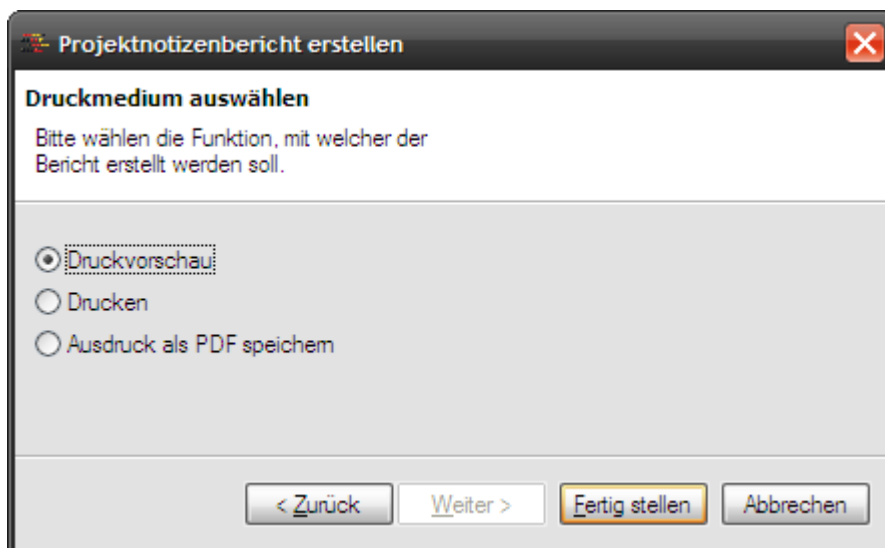 Projektnotizenbericht erstellen
Druckmedium auswählen
Bitte wählen die Funktion, mit welcher der
Bericht erstellt werden soll.
Druckvorschau
Drucken
Ausdruck als PDF speichern
< Zurück
Weiter >
Fertig stellen
Abbrechen